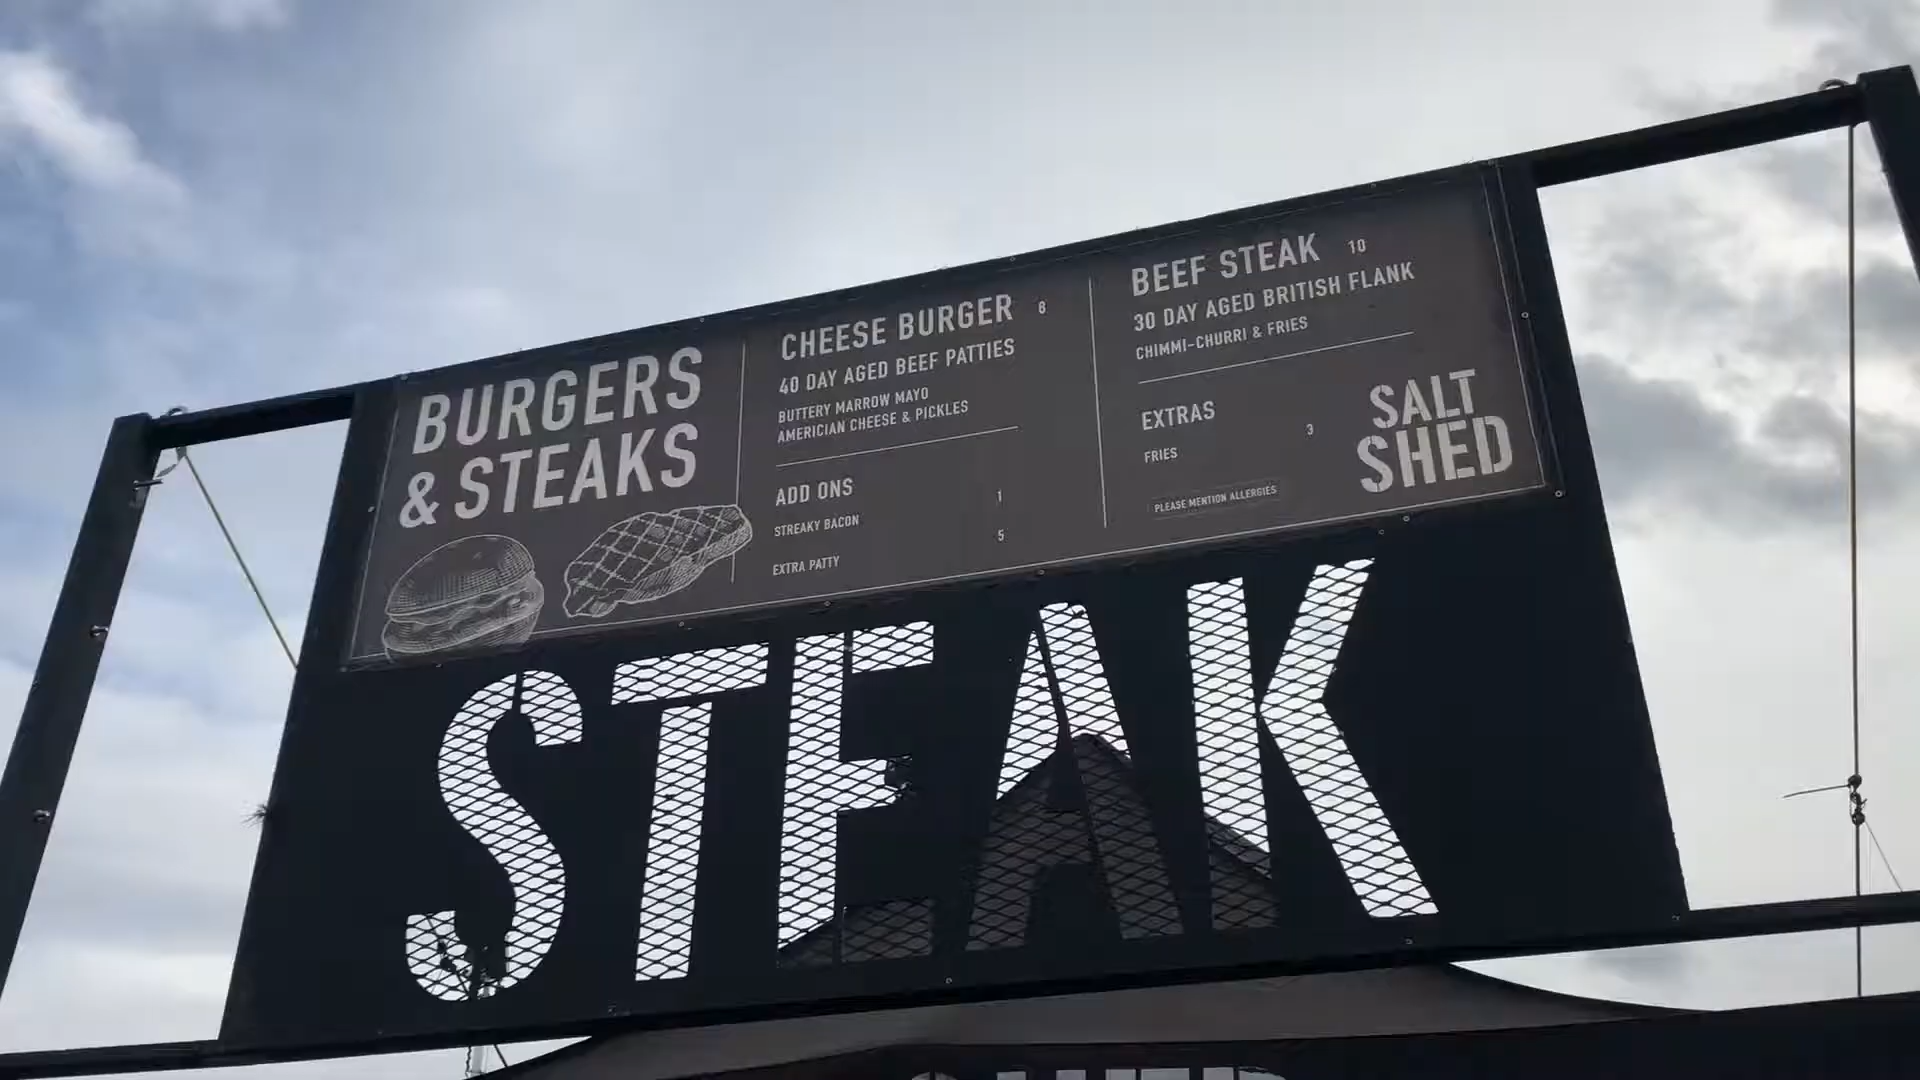 BURGERS
& STEAKS
CHEESE BURGER 8
40 DAY AGED BEEF PATTIES
BUTTERY MARROW MAYO
AMERICIAN CHEESE & PICKLES
ADD ONS
STREAKY BACON 1
EXTRA PATTY 5
BEEF STEAK 10
30 DAY AGED BRITISH FLANK
CHIMMI-CHURRI & FRIES
EXTRAS
FRIES 3
PLEASE MENTION ALLERGIES
SALT
SHED
STEAK